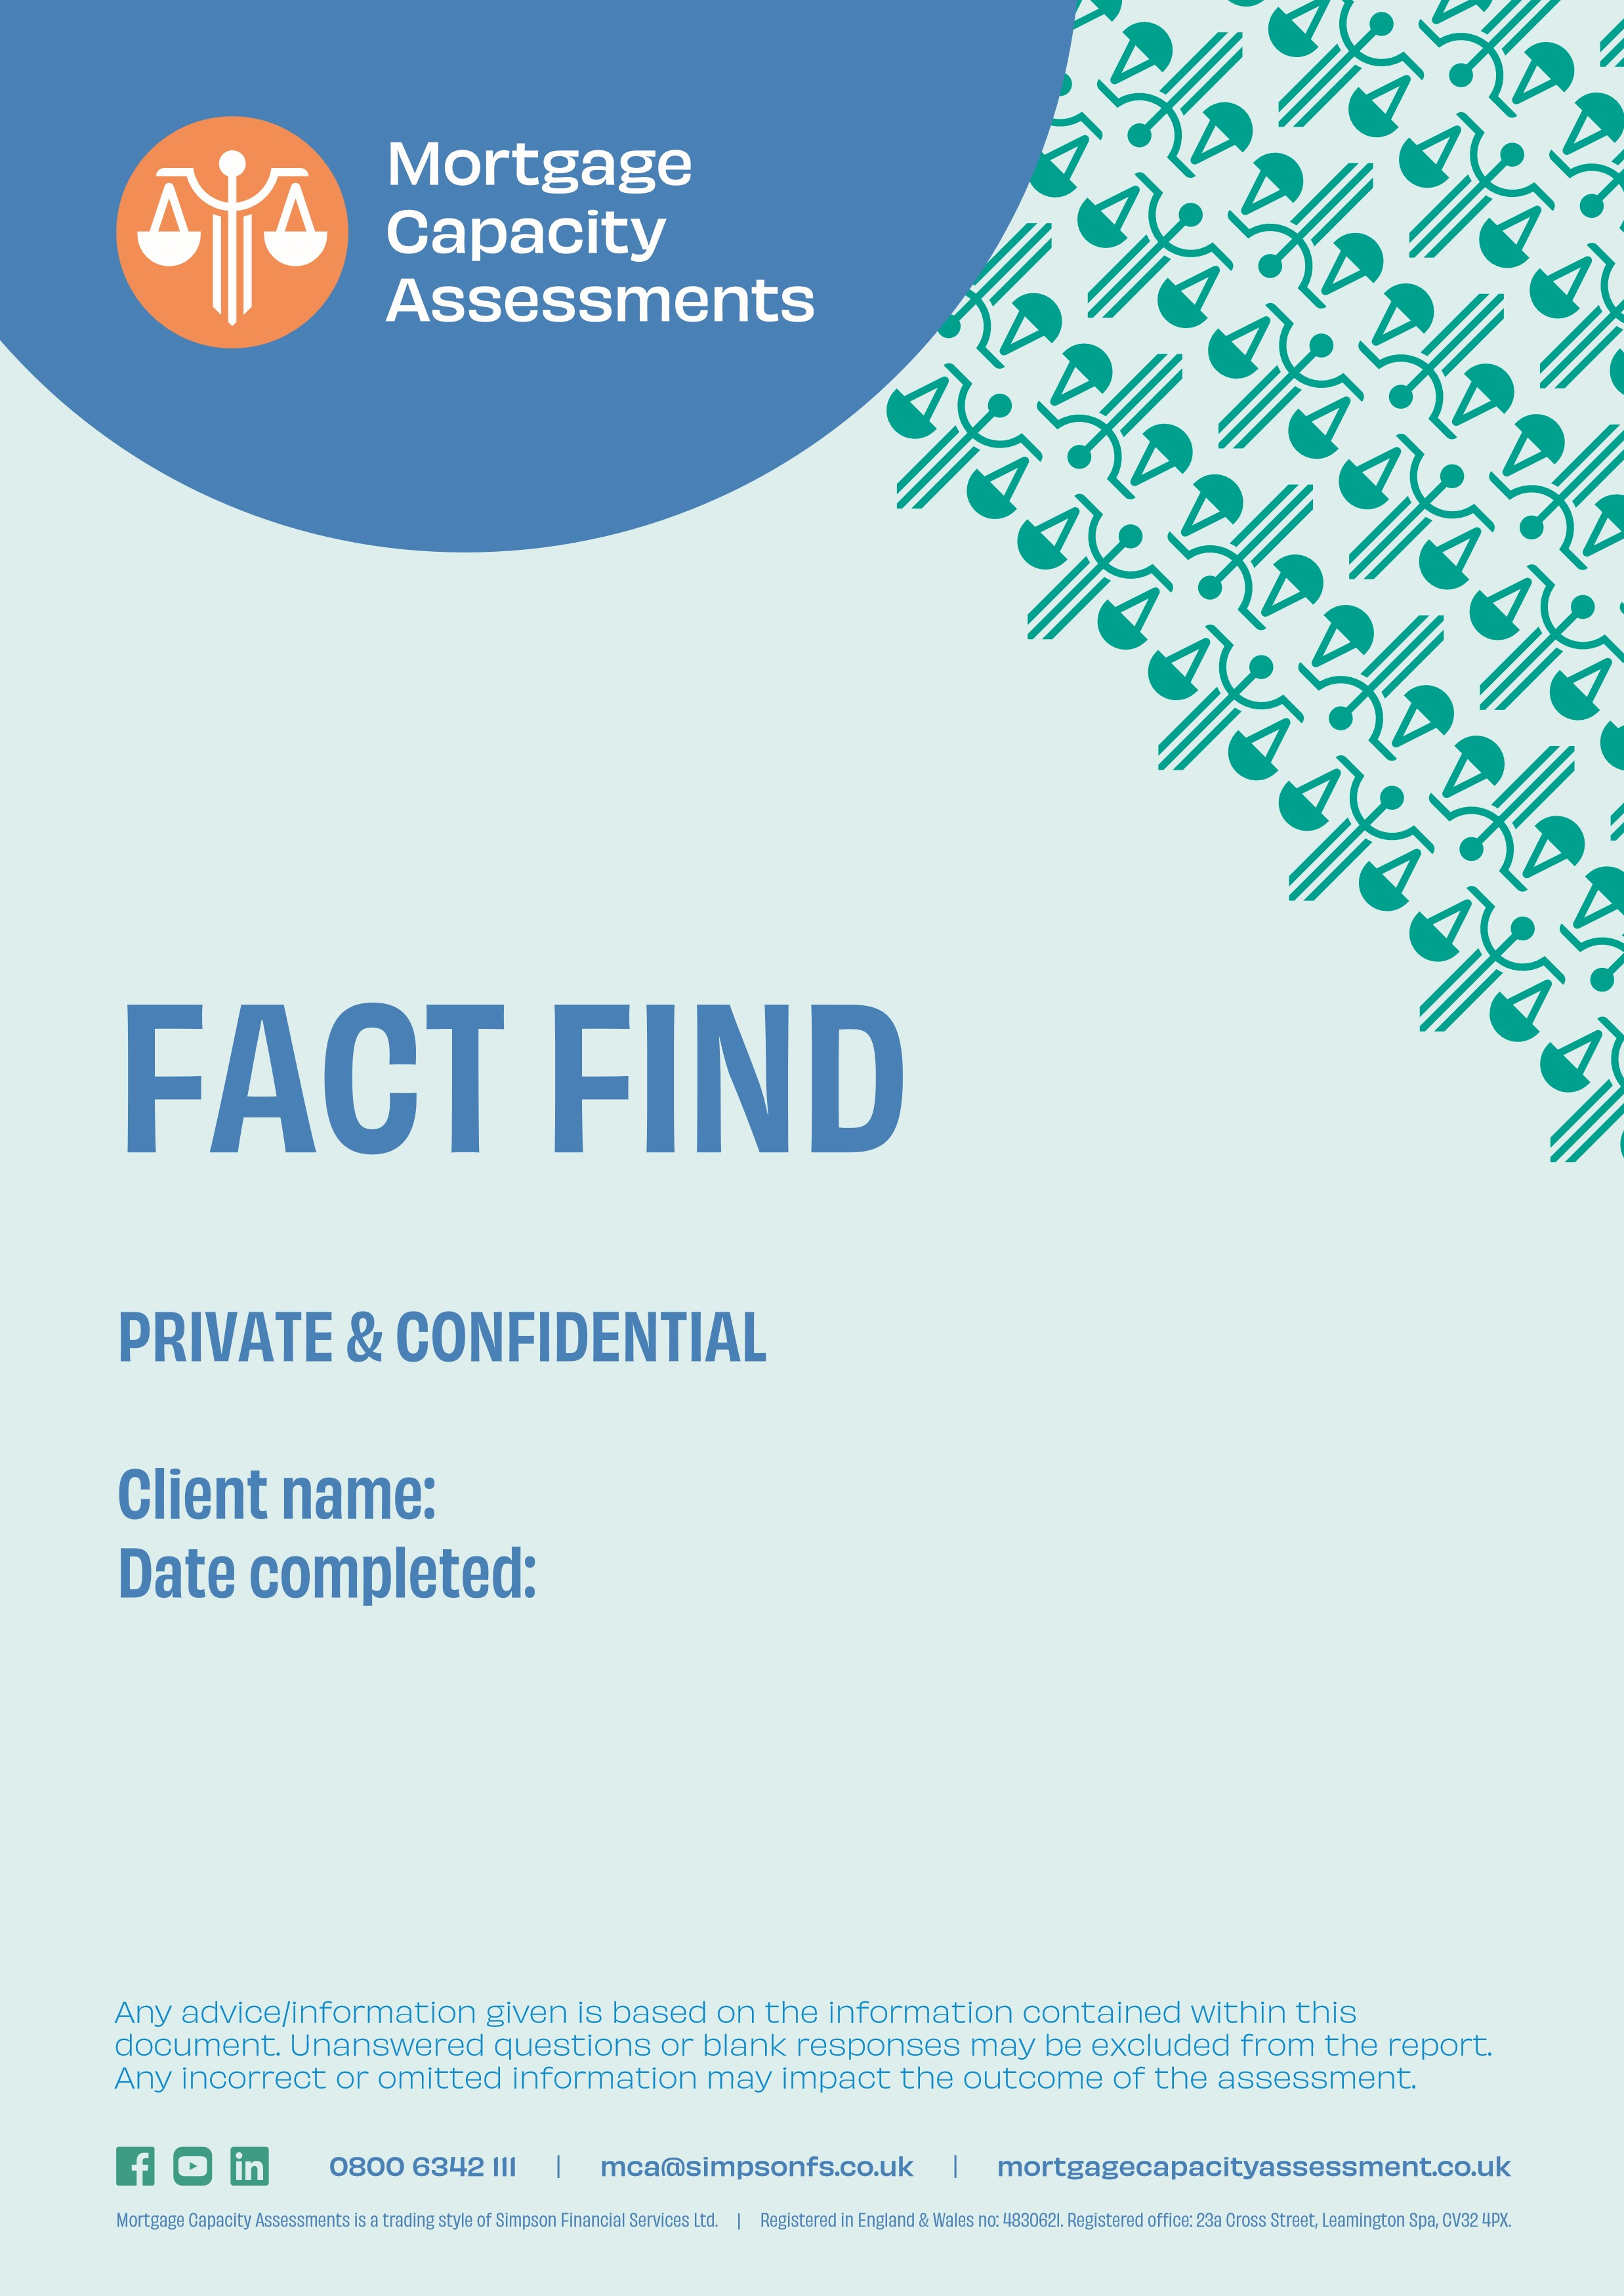 Mortgage
Capacity
Assessments
FACT FIND
PRIVATE & CONFIDENTIAL
Client name:
Date completed:
Any advice/information given is based on the information contained within this
document. Unanswered questions or blank responses may be excluded from the report.
Any incorrect or omitted information may impact the outcome of the assessment.
0800 6342 111 | mca@simpsonfs.co.uk | mortgagecapacityassessment.co.uk
Mortgage Capacity Assessments is a trading style of Simpson Financial Services Ltd. | Registered in England & Wales no: 4830621. Registered office: 23a Cross Street, Leamington Spa, CV32 4PX.